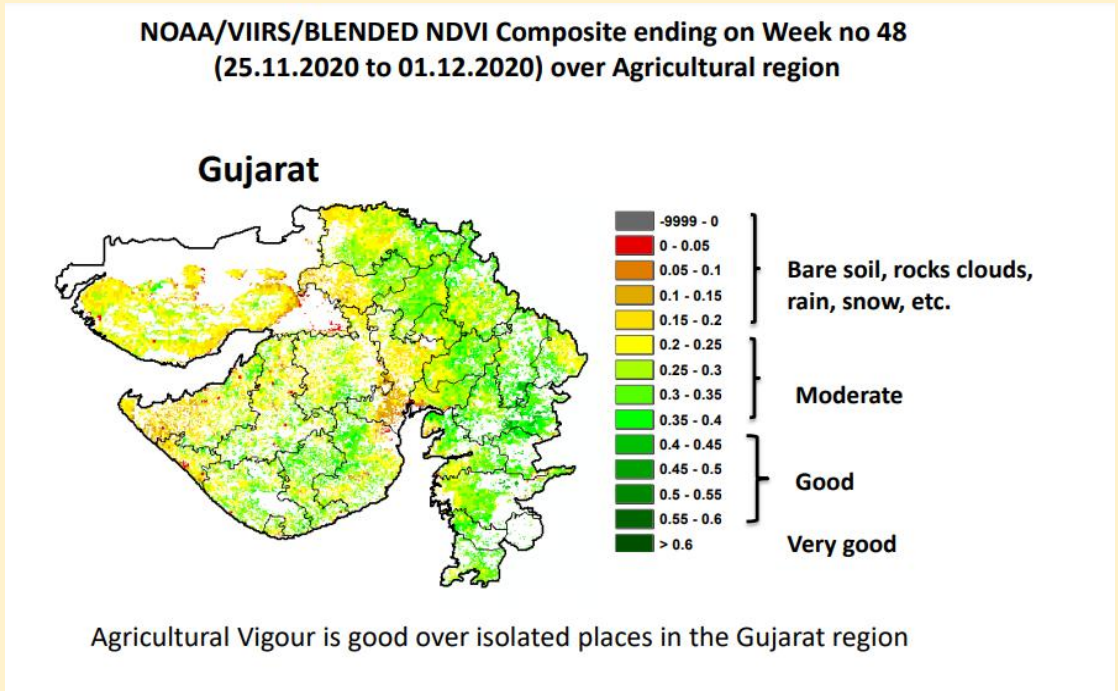 NOAA/VIIRS/BLENDED NDVI Composite ending on Week no 48
(25.11.2020 to 01.12.2020) over Agricultural region
Gujarat
-9999 - 0
0 - 0.05
0.05 - 0.1
0.1 - 0.15
0.15 - 0.2
0.2 - 0.25
0.25 - 0.3
0.3 - 0.35
0.35 - 0.4
0.4 - 0.45
0.45 - 0.5
0.5 - 0.55
0.55 - 0.6
> 0.6
Bare soil, rocks clouds,
rain, snow, etc.
Moderate
Good
Very good
Agricultural Vigour is good over isolated places in the Gujarat region